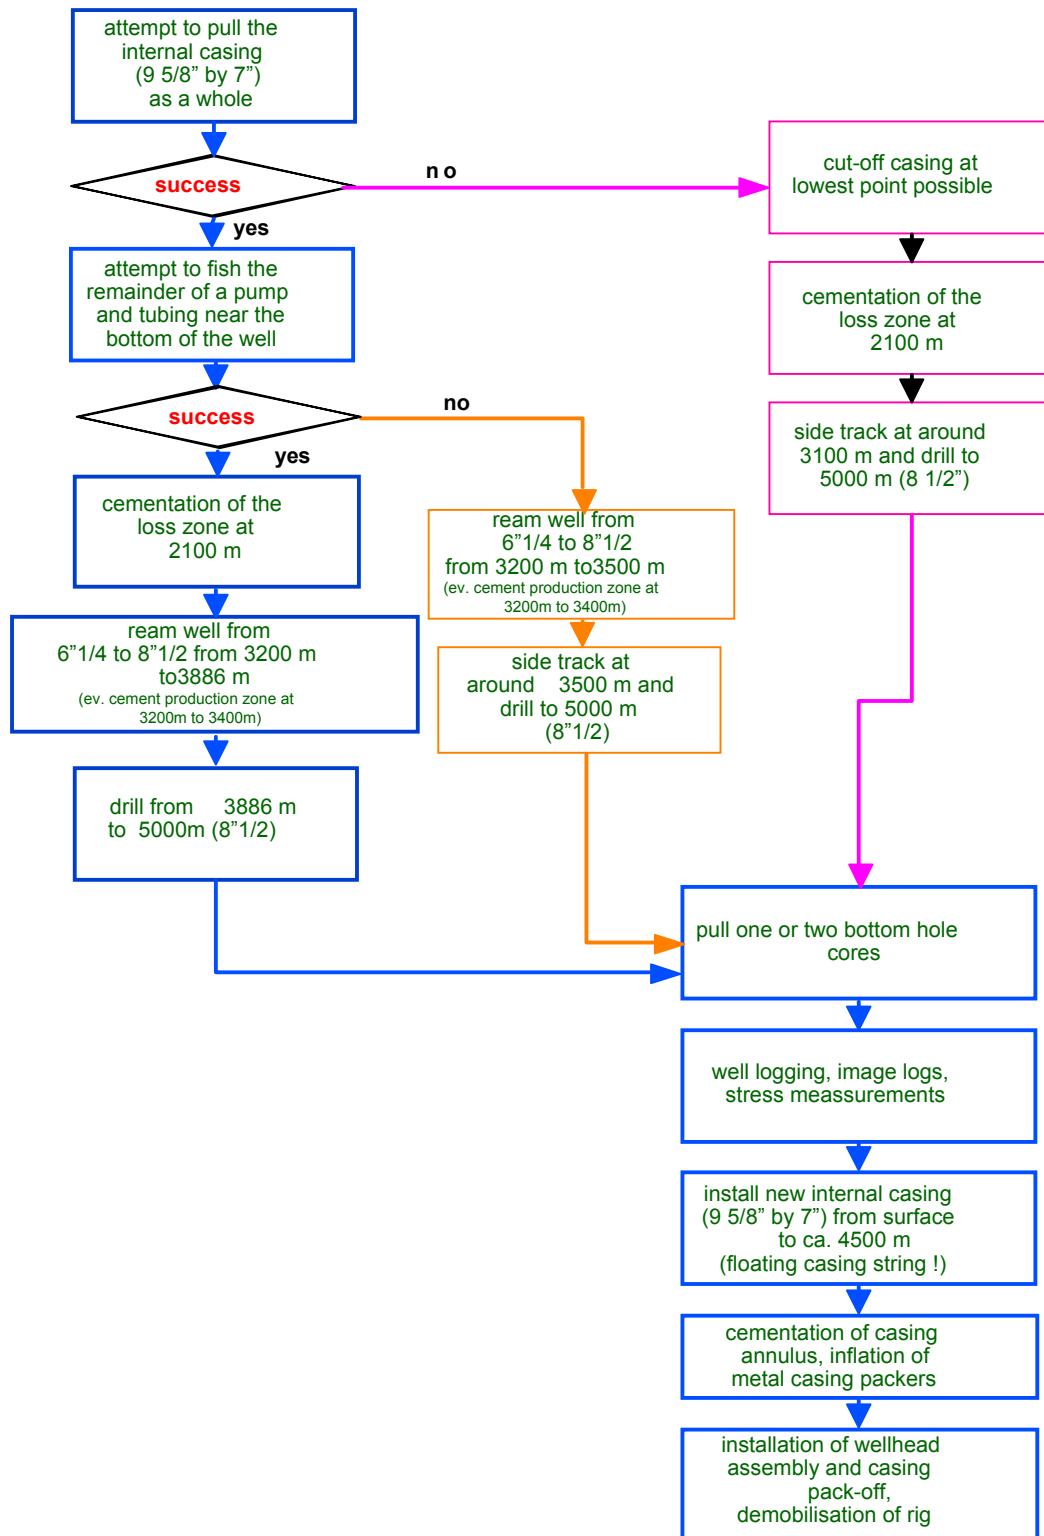 attempt to pull the
internal casing
(9 5/8” by 7”)
as a whole
success
no
yes
cut-off casing at
lowest point possible
attempt to fish the
remainder of a pump
and tubing near the
bottom of the well
cementation of the
loss zone at
2100 m
success
no
yes
side track at around
3100 m and drill to
5000 m (8 1/2”)
cementation of the
loss zone at
2100 m
ream well from
6”1/4 to 8”1/2
from 3200 m to3500 m
(ev. cement production zone at
3200m to 3400m)
ream well from
6”1/4 to 8”1/2 from 3200 m
to3886 m
(ev. cement production zone at
3200m to 3400m)
side track at
around 3500 m and
drill to 5000 m
(8”1/2)
drill from 3886 m
to 5000m (8”1/2)
pull one or two bottom hole
cores
well logging, image logs,
stress meassurements
install new internal casing
(9 5/8” by 7”) from surface
to ca. 4500 m
(floating casing string !)
cementation of casing
annulus, inflation of
metal casing packers
installation of wellhead
assembly and casing
pack-off,
demobilisation of rig